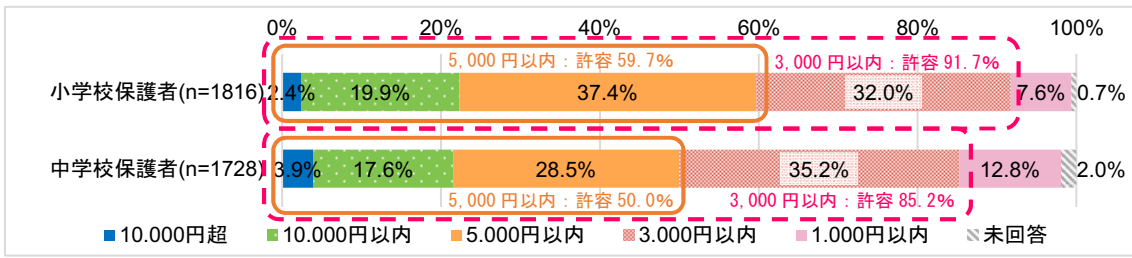 0% 20% 40% 60% 80% 100%
5,000円以内：許容59.7% 3,000円以内：許容91.7%
小学校保護者(n=1816) 2.4% 19.9% 37.4% 32.0% 7.6% 0.7%
中学校保護者(n=1728) 3.9% 17.6% 28.5% 35.2% 12.8% 2.0%
5,000円以内：許容50.0% 3,000円以内：許容85.2%
10.000円超 10.000円以内 5.000円以内 3.000円以内 1.000円以内 未回答